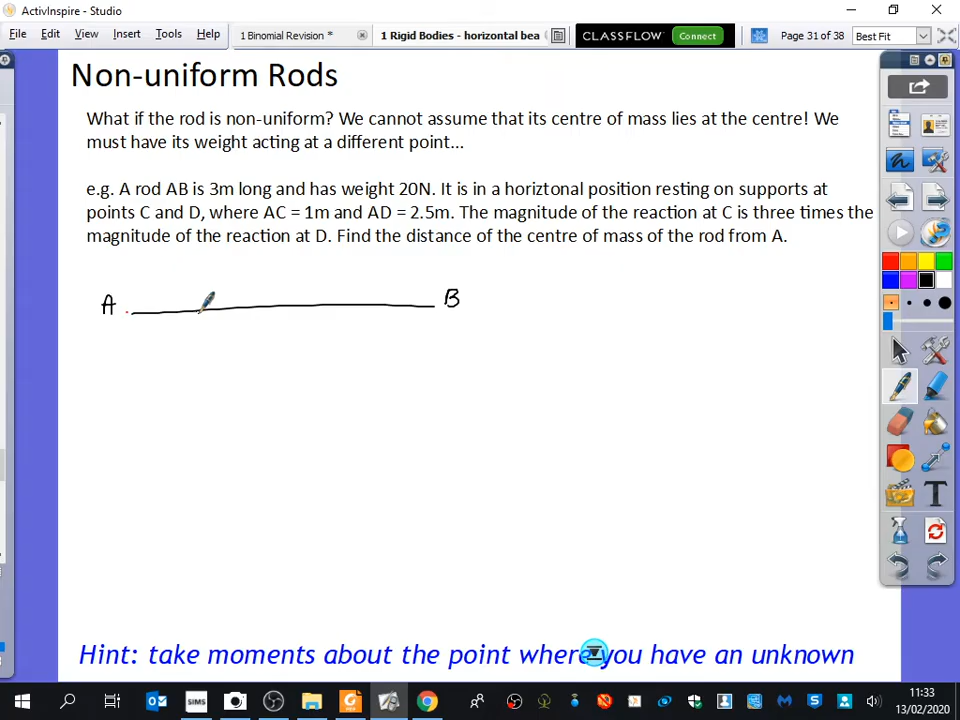 ActivInspire - Studio
File Edit View Insert Tools Help
1 Binomial Revision *
1 Rigid Bodies - horizontal bea
CLASSFLOW Connect
Page 31 of 38
Best Fit
Non-uniform Rods
What if the rod is non-uniform? We cannot assume that its centre of mass lies at the centre! We
must have its weight acting at a different point...
e.g. A rod AB is 3m long and has weight 20N. It is in a horiztonal position resting on supports at
points C and D, where AC = 1m and AD = 2.5m. The magnitude of the reaction at C is three times the
magnitude of the reaction at D. Find the distance of the centre of mass of the rod from A.
A B
Hint: take moments about the point where you have an unknown
SIMS
11:33
13/02/2020